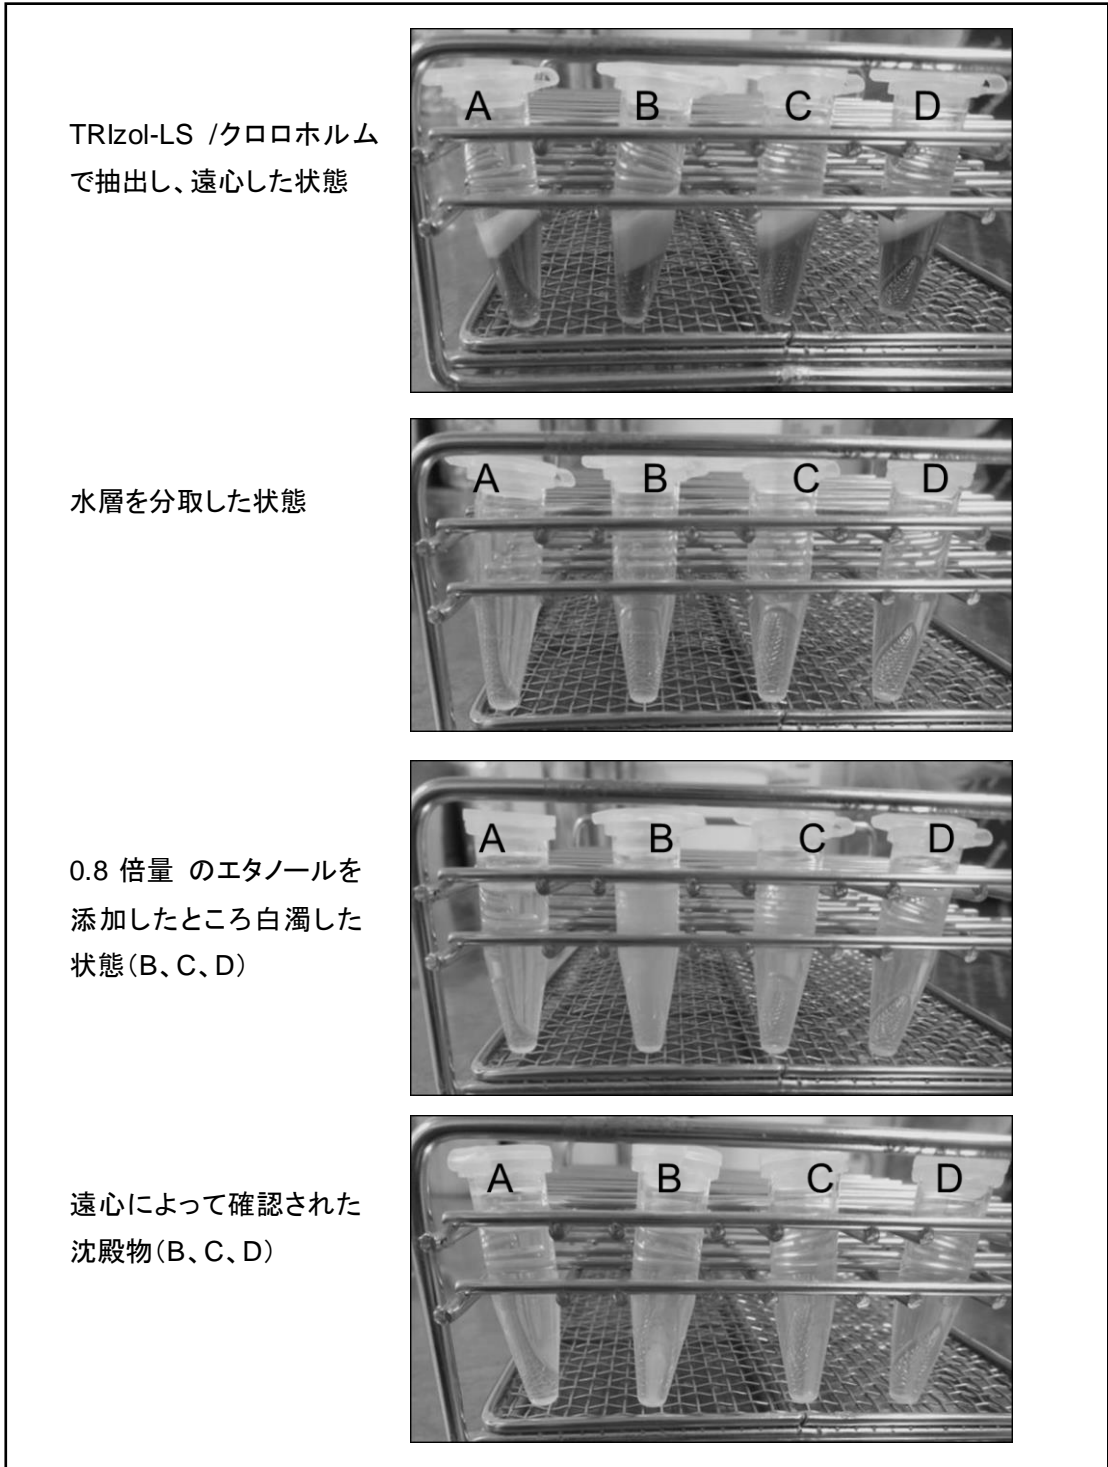 TRIzol-LS /クロロホルム
で抽出し、遠心した状態
A B C D
水層を分取した状態
A B C D
0.8 倍量 のエタノールを
添加したところ白濁した
状態(B、C、D)
A B C D
遠心によって確認された
沈殿物(B、C、D)
A B C D